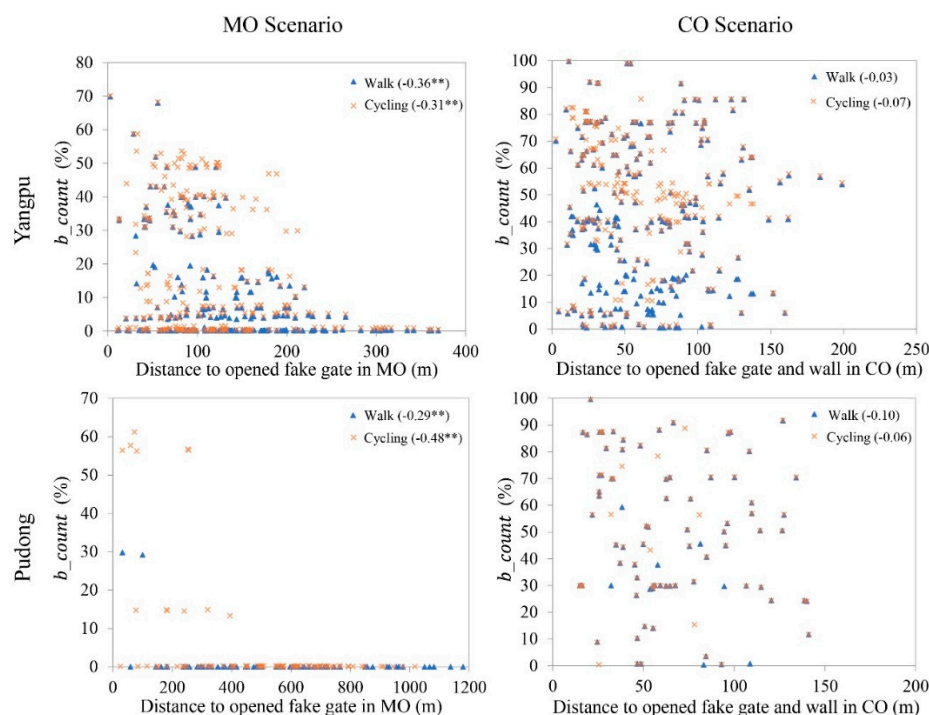 MO Scenario
CO Scenario
Yangpu
b_count (%)
80
70
60
50
40
30
20
10
0
Walk (-0.36**)
Cycling (-0.31**)
0 100 200 300 400
Distance to opened fake gate in MO (m)
b_count (%)
100
90
80
70
60
50
40
30
20
10
0
Walk (-0.03)
Cycling (-0.07)
0 50 100 150 200 250
Distance to opened fake gate and wall in CO (m)
Pudong
b_count (%)
70
60
50
40
30
20
10
0
Walk (-0.29**)
Cycling (-0.48**)
0 200 400 600 800 1000 1200
Distance to opened fake gate in MO (m)
b_count (%)
100
90
80
70
60
50
40
30
20
10
0
Walk (-0.10)
Cycling (-0.06)
0 50 100 150 200
Distance to opened fake gate and wall in CO (m)